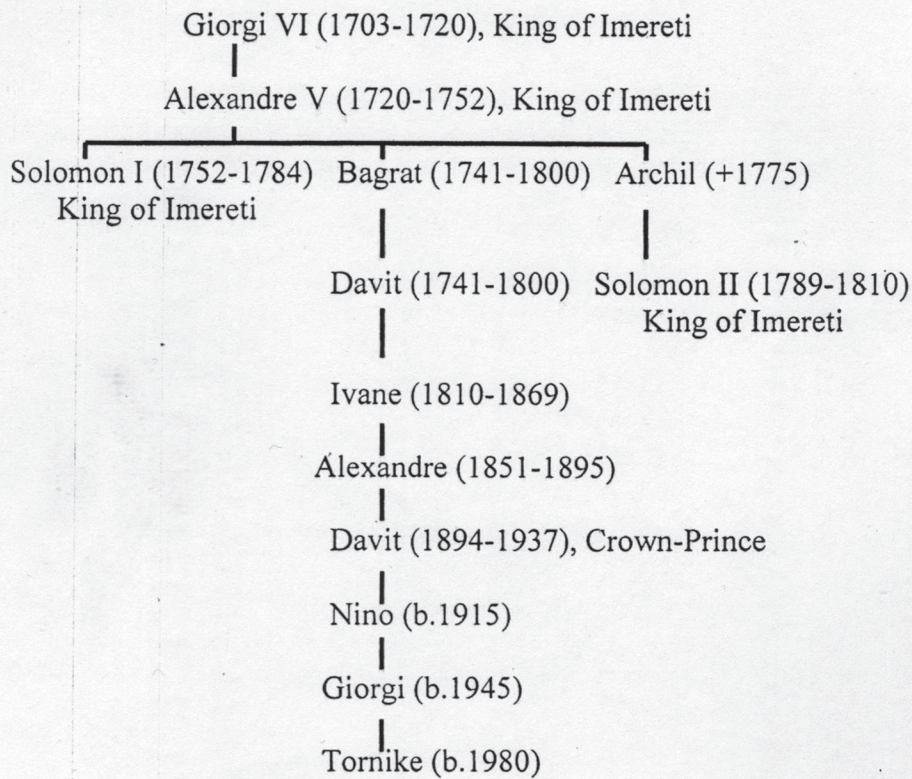 Giorgi VI (1703-1720), King of Imereti
Alexandre V (1720-1752), King of Imereti
Solomon I (1752-1784) Bagrat (1741-1800) Archil (+1775)
King of Imereti
Davit (1741-1800) Solomon II (1789-1810)
King of Imereti
Ivane (1810-1869)
Alexandre (1851-1895)
Davit (1894-1937), Crown-Prince
Nino (b.1915)
Giorgi (b.1945)
Tornike (b.1980)